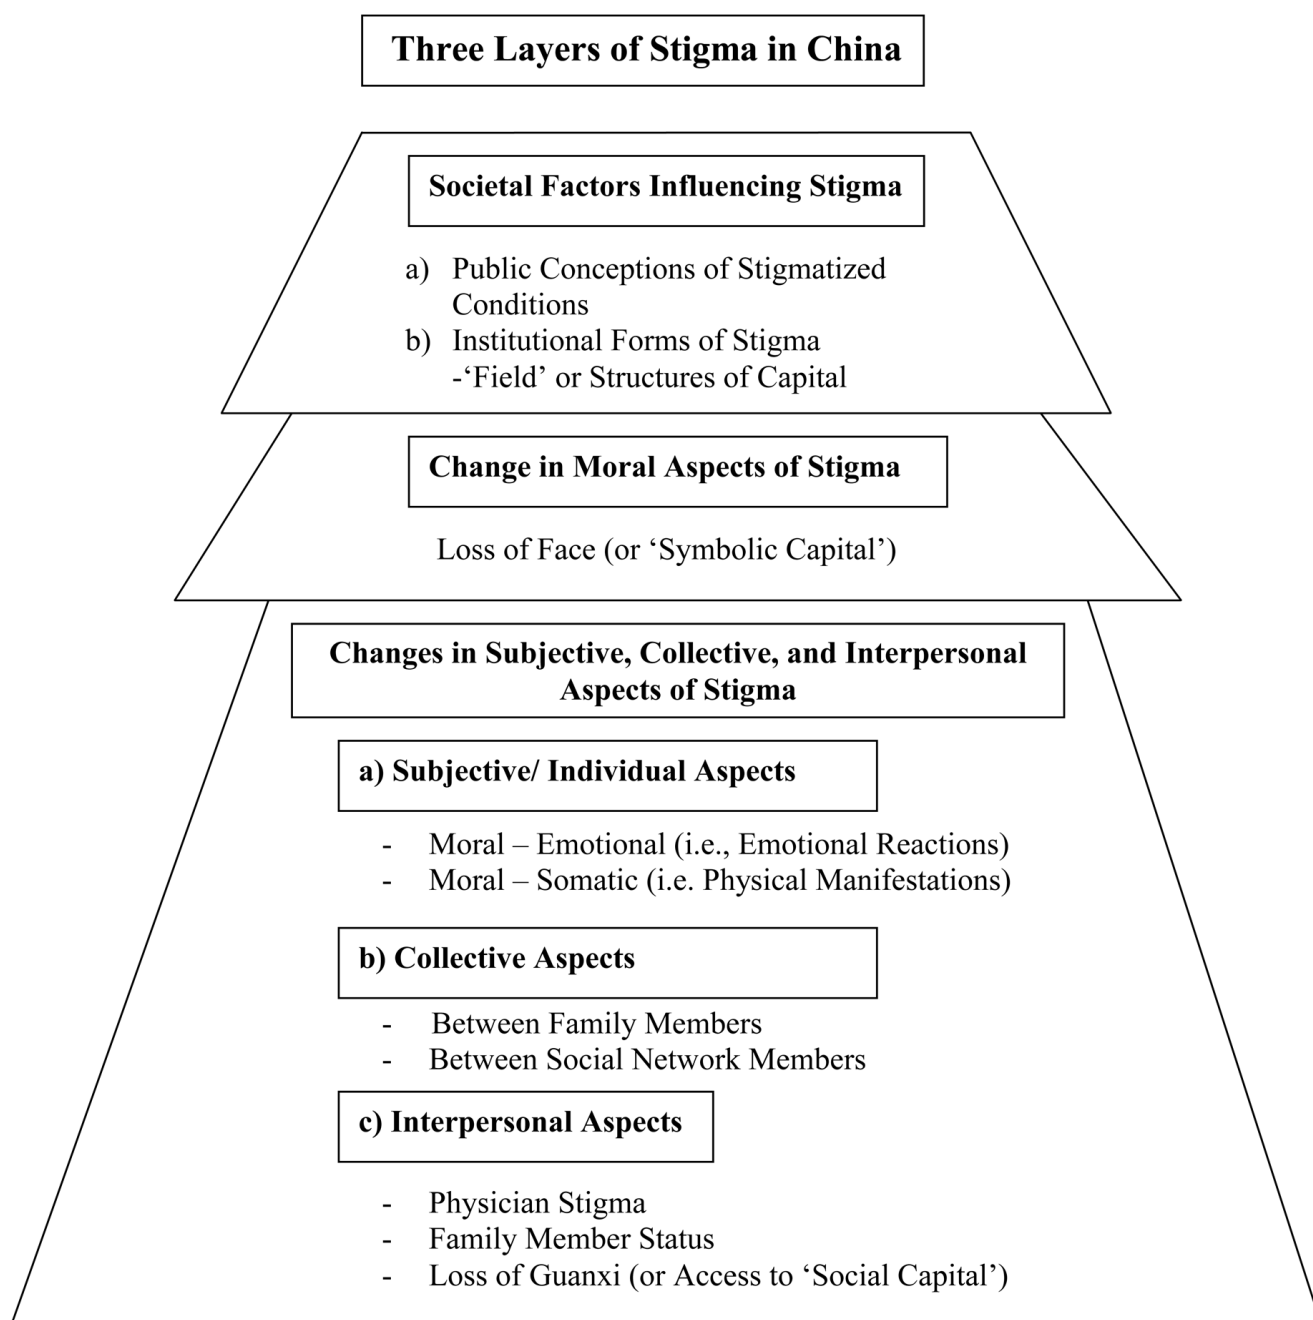 Three Layers of Stigma in China
Societal Factors Influencing Stigma
a) Public Conceptions of Stigmatized
Conditions
b) Institutional Forms of Stigma
-‘Field’ or Structures of Capital
Change in Moral Aspects of Stigma
Loss of Face (or ‘Symbolic Capital’)
Changes in Subjective, Collective, and Interpersonal
Aspects of Stigma
a) Subjective/ Individual Aspects
- Moral – Emotional (i.e., Emotional Reactions)
- Moral – Somatic (i.e. Physical Manifestations)
b) Collective Aspects
- Between Family Members
- Between Social Network Members
c) Interpersonal Aspects
- Physician Stigma
- Family Member Status
- Loss of Guanxi (or Access to ‘Social Capital’)